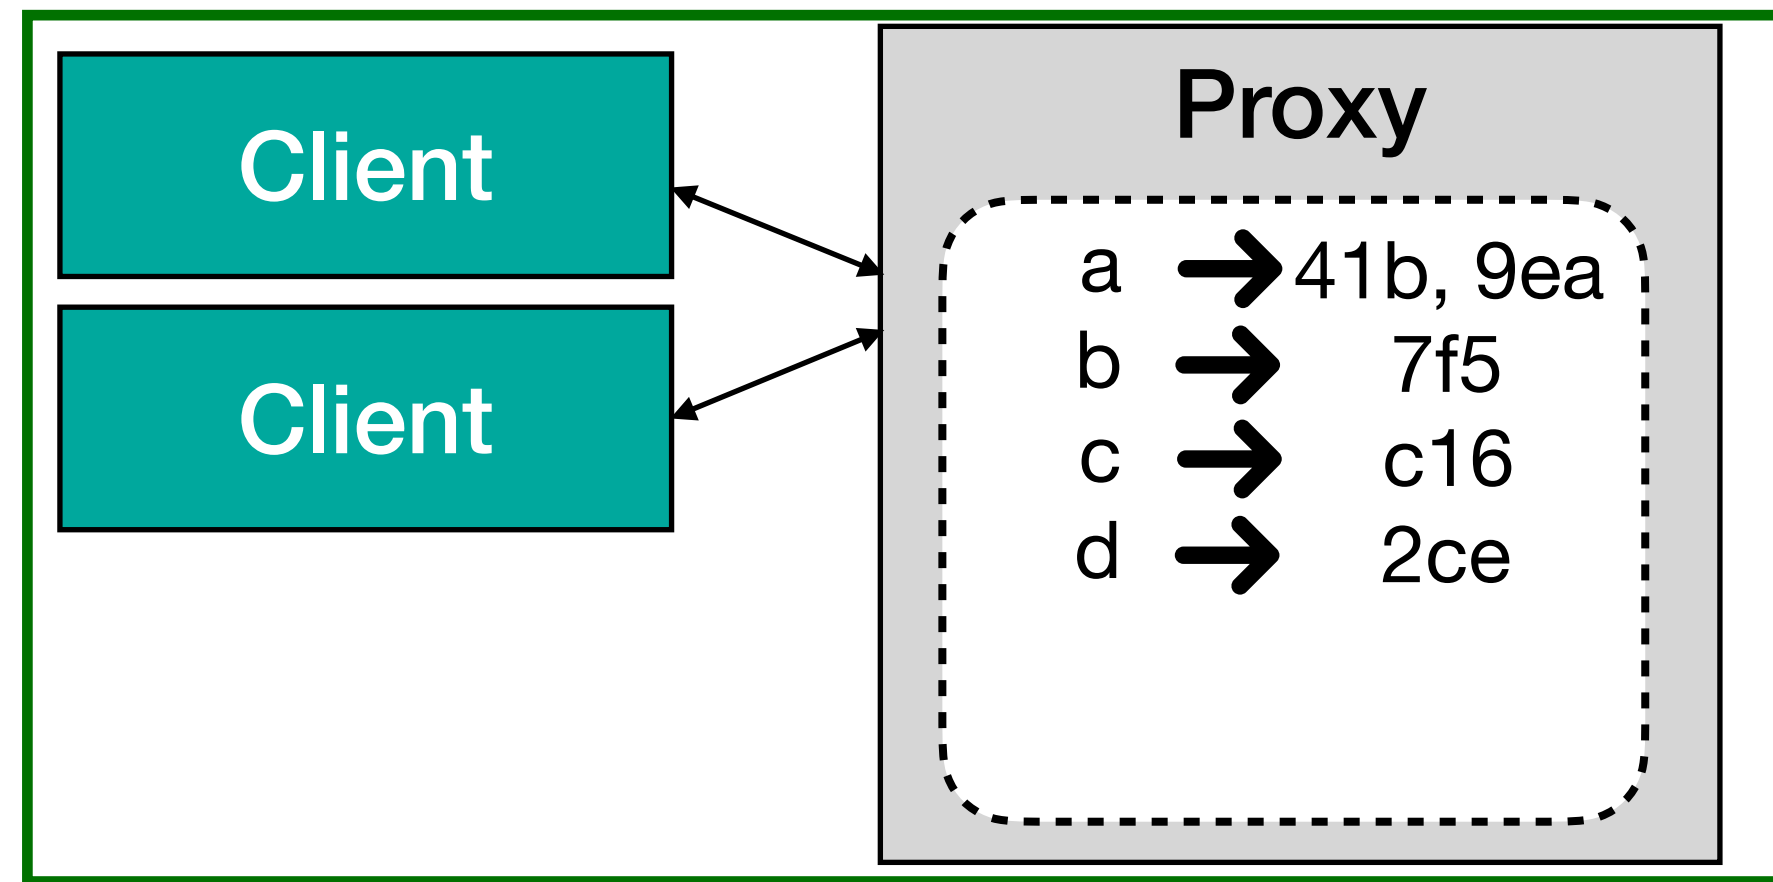 Client
Client
Proxy
a → 41b, 9ea
b → 7f5
c → c16
d → 2ce